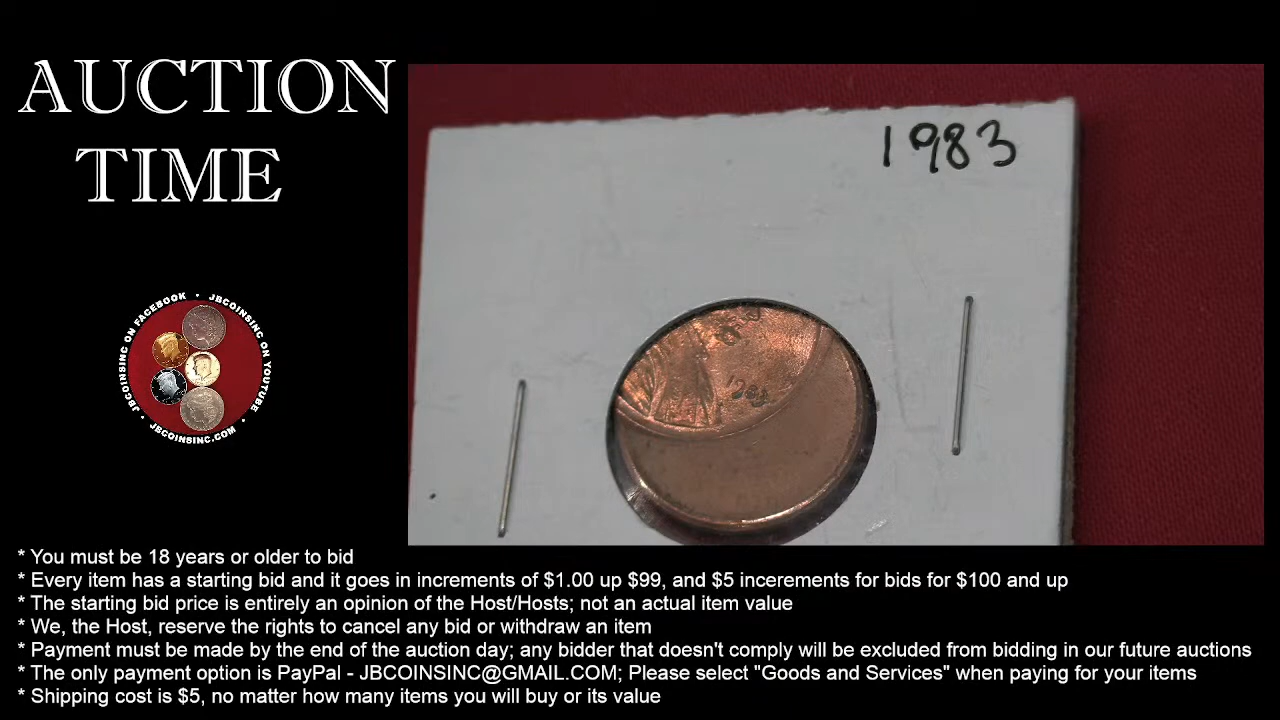 AUCTION
TIME
1983
1983
JBCOINSINC ON FACEBOOK • JBCOINSINC ON YOUTUBE • JBCOINSINC.COM •
* You must be 18 years or older to bid
* Every item has a starting bid and it goes in increments of $1.00 up $99, and $5 incerements for bids for $100 and up
* The starting bid price is entirely an opinion of the Host/Hosts; not an actual item value
* We, the Host, reserve the rights to cancel any bid or withdraw an item
* Payment must be made by the end of the auction day; any bidder that doesn't comply will be excluded from bidding in our future auctions
* The only payment option is PayPal - JBCOINSINC@GMAIL.COM; Please select "Goods and Services" when paying for your items
* Shipping cost is $5, no matter how many items you will buy or its value